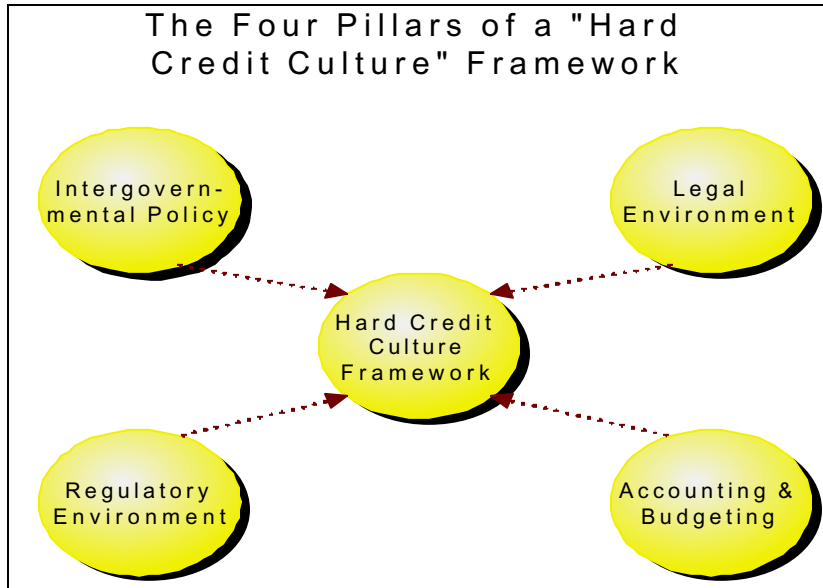 The Four Pillars of a "Hard
Credit Culture" Framework
Intergovern-
mental Policy
Legal
Environment
Hard Credit
Culture
Framework
Regulatory
Environment
Accounting &
Budgeting